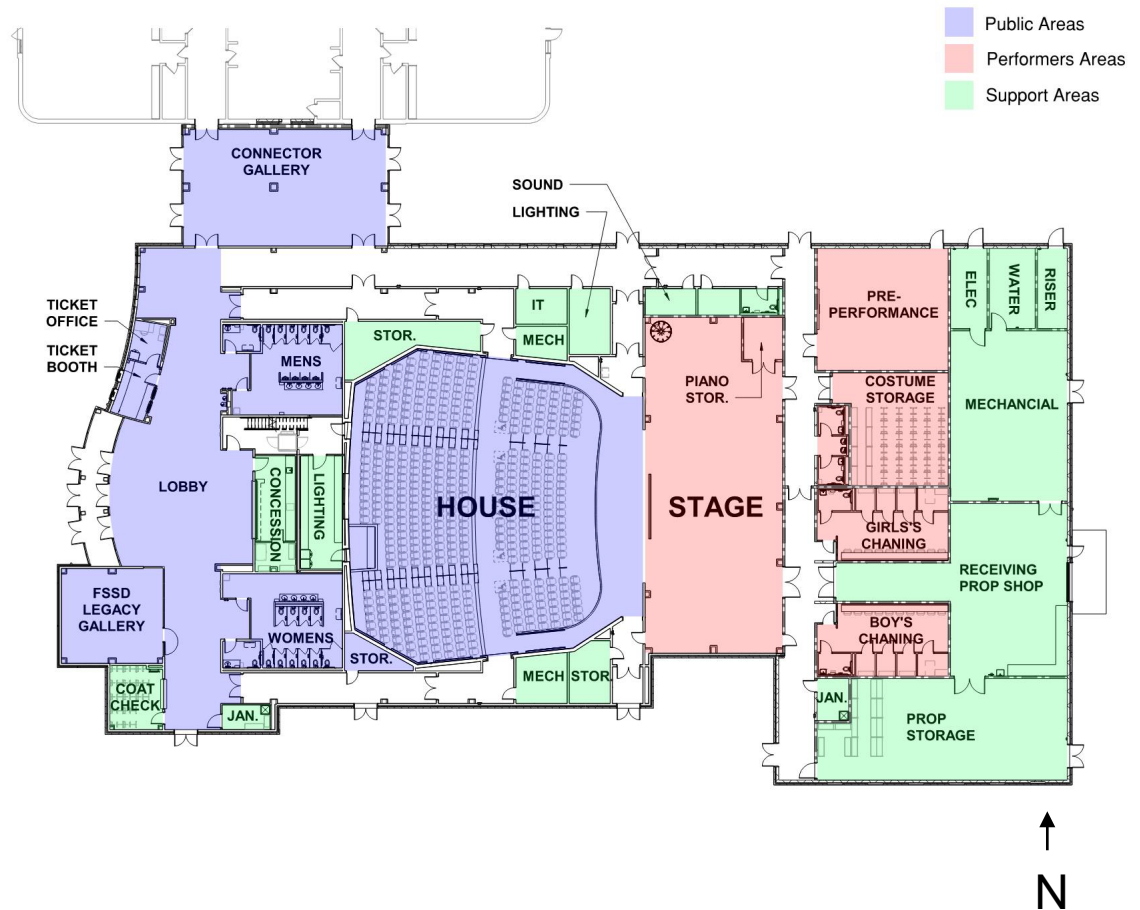 Public Areas
Performers Areas
Support Areas
CONNECTOR
GALLERY
SOUND
LIGHTING
TICKET
OFFICE
TICKET
BOOTH
MENS
STOR.
IT
MECH
PIANO
STOR.
PRE-
PERFORMANCE
ELEC
WATER
RISER
COSTUME
STORAGE
MECHANCIAL
LOBBY
CONCESSION
LIGHTING
HOUSE
STAGE
GIRLS'S
CHANING
RECEIVING
PROP SHOP
FSSD
LEGACY
GALLERY
WOMENS
STOR.
BOY'S
CHANING
MECH
STOR.
COAT
CHECK
JAN.
JAN.
PROP
STORAGE
N